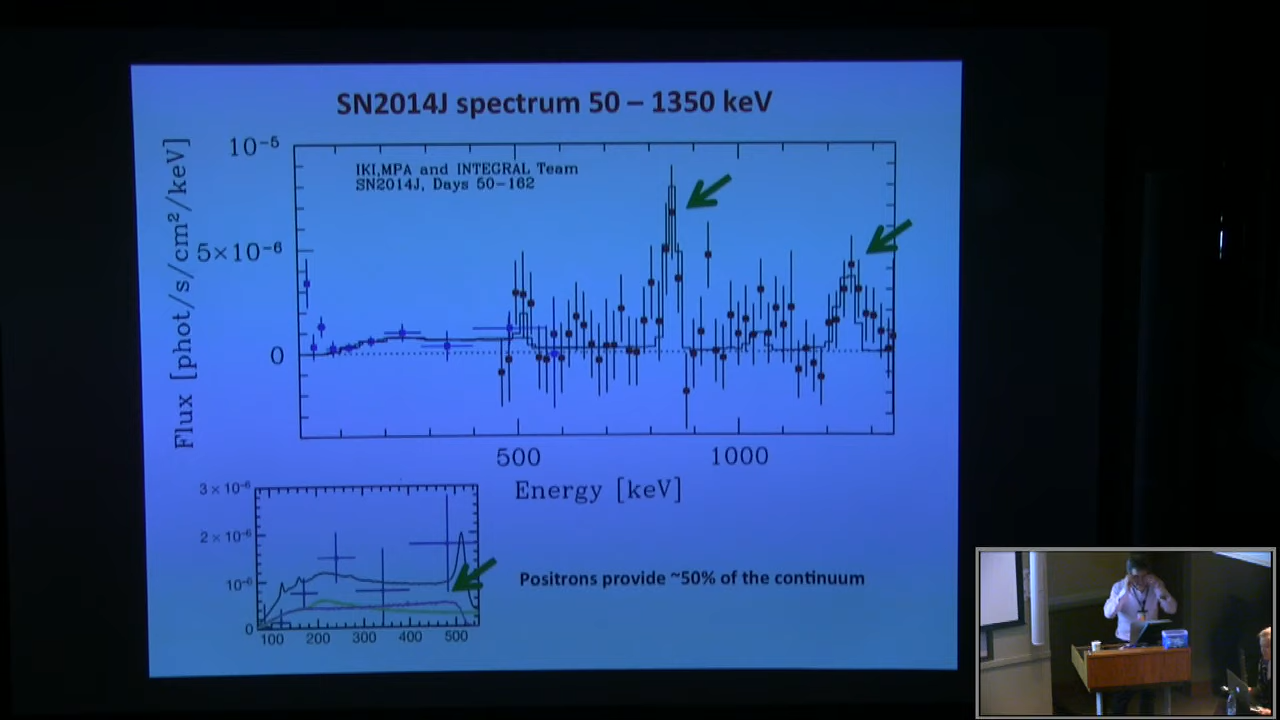 SN2014J spectrum 50 – 1350 keV
IKI,MPA and INTEGRAL Team
SN2014J, Days 50-162
Flux [phot/s/cm²/keV]
10⁻⁵
5×10⁻⁶
0
500 1000
Energy [keV]
3×10⁻⁶
2×10⁻⁶
10⁻⁶
0
100 200 300 400 500
Positrons provide ~50% of the continuum